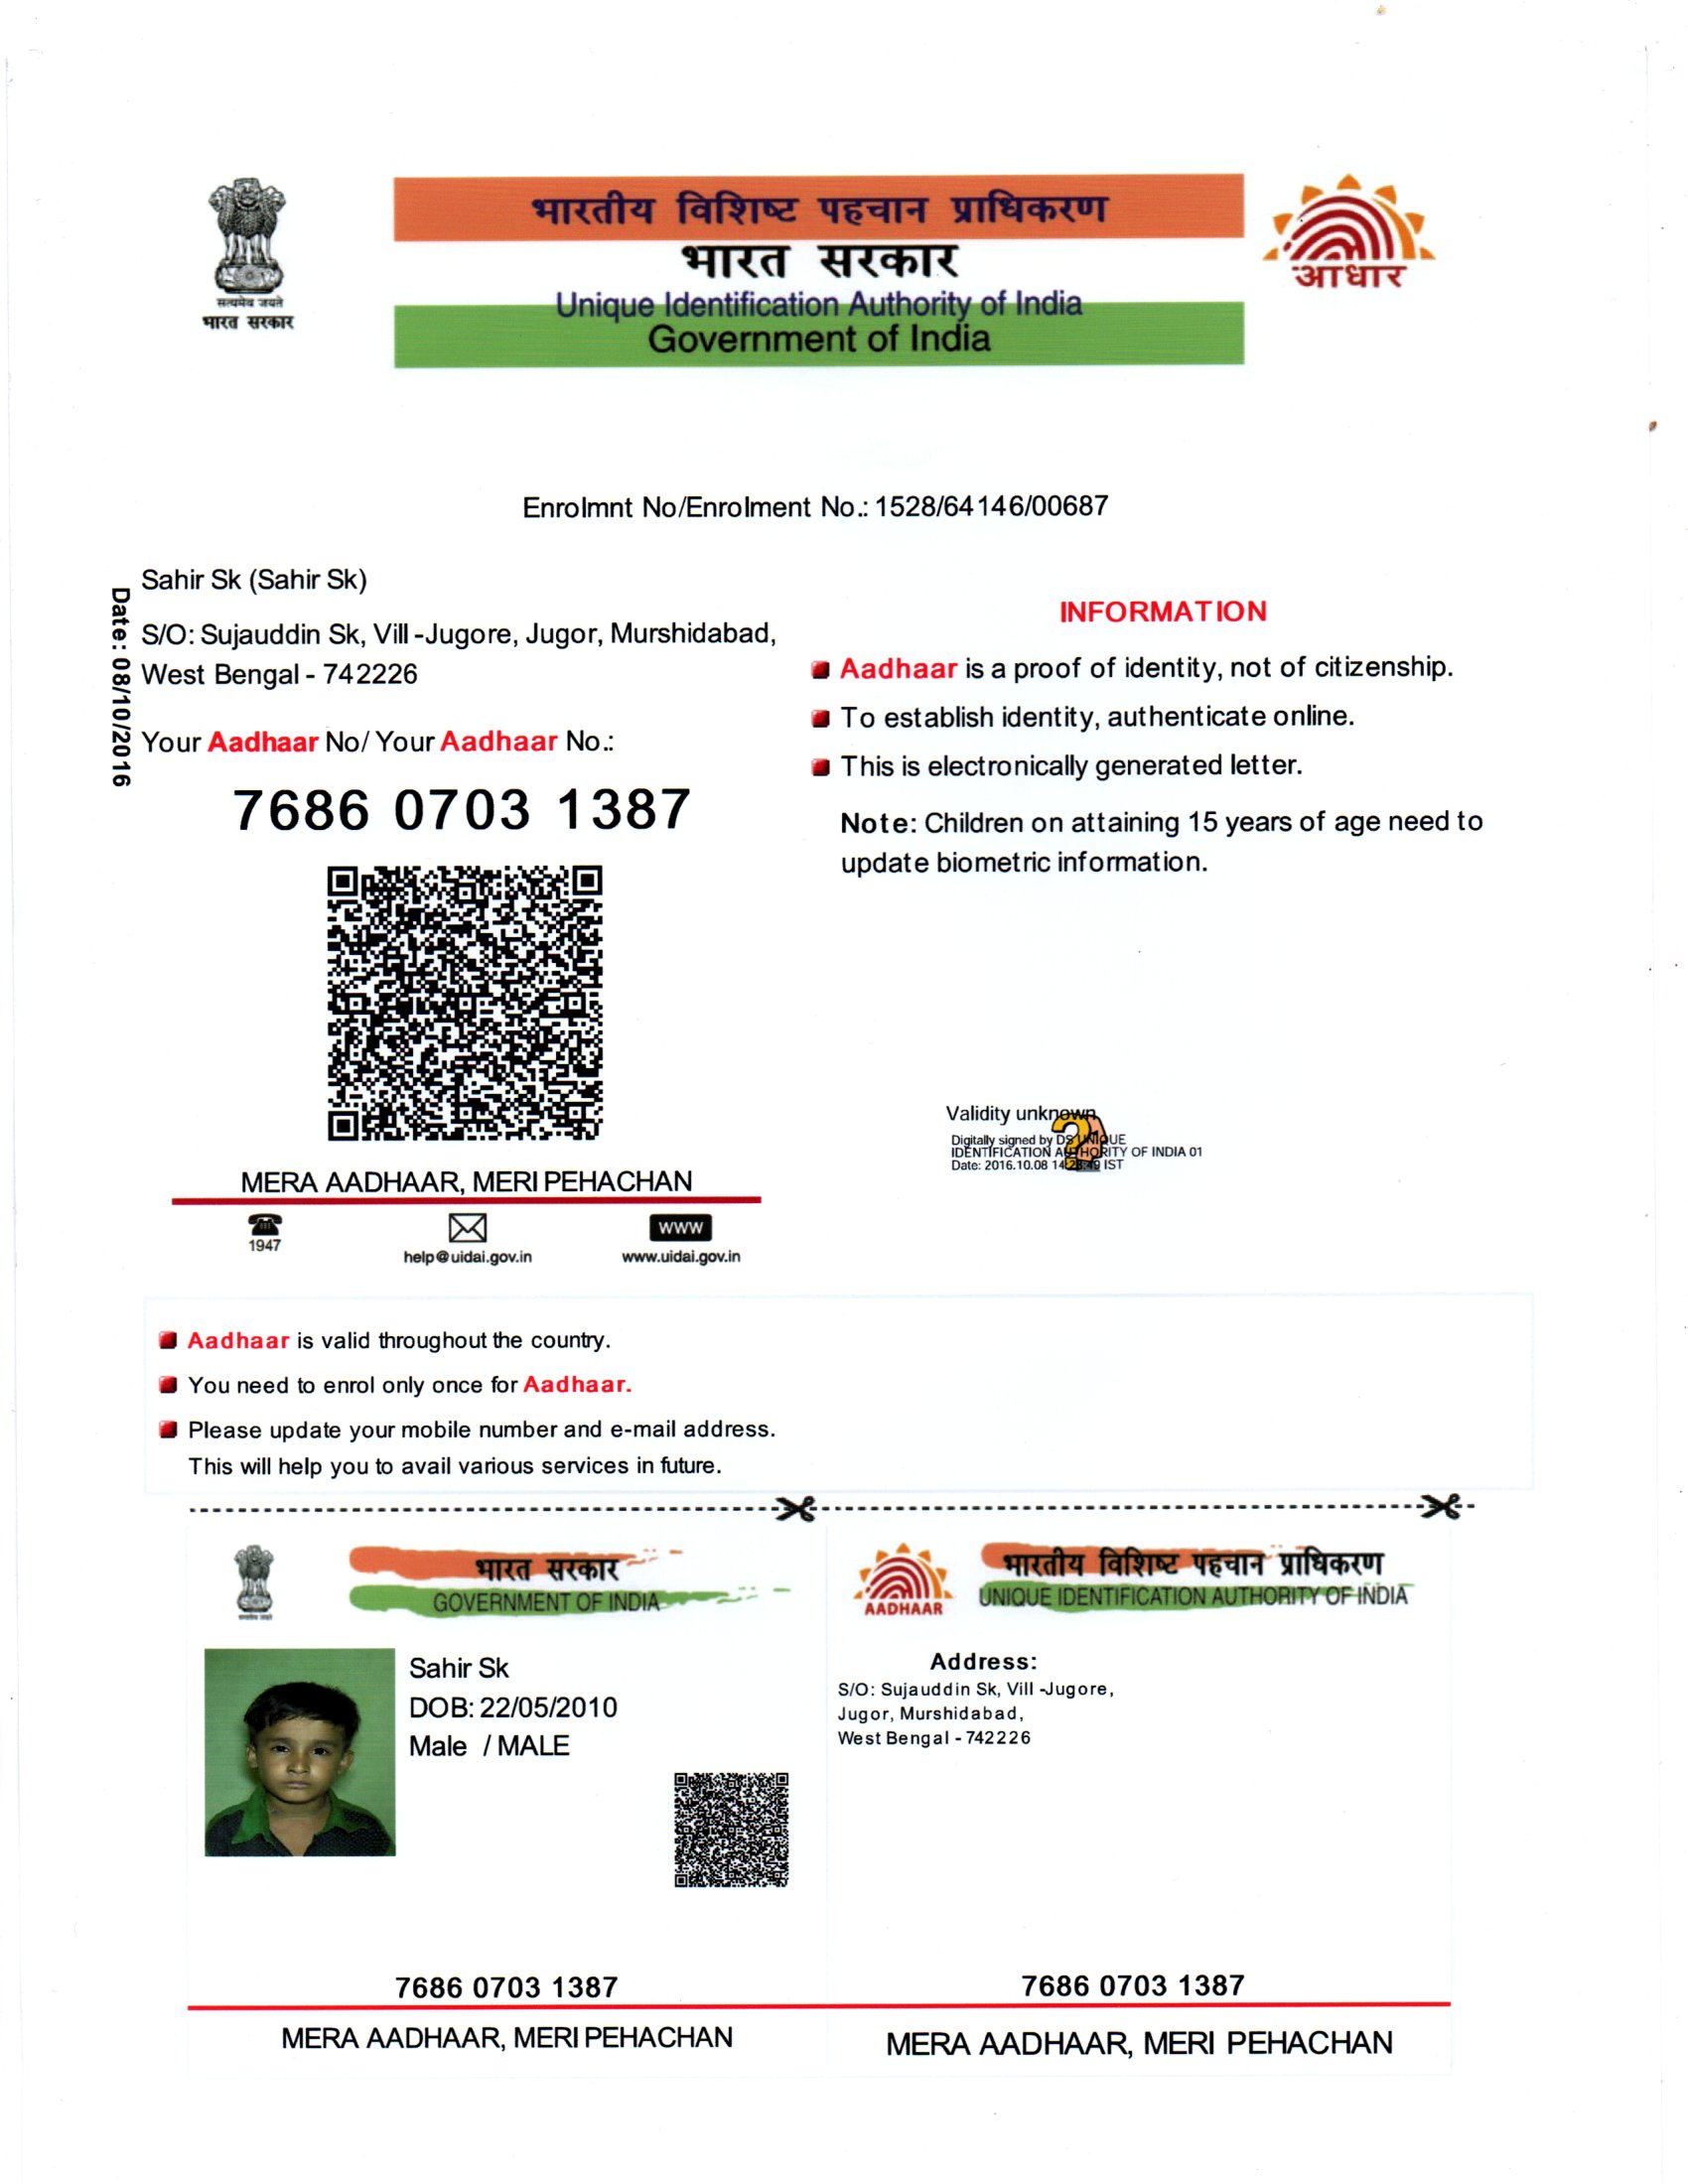 भारतीय विशिष्ट पहचान प्राधिकरण
भारत सरकार
Unique Identification Authority of India
Government of India
सत्यमेव जयते
भारत सरकार
आधार
Enrolmnt No/Enrolment No.: 1528/64146/00687
Date: 08/10/2016
Sahir Sk (Sahir Sk)
S/O: Sujauddin Sk, Vill -Jugore, Jugor, Murshidabad,
West Bengal - 742226
Your Aadhaar No/ Your Aadhaar No.:
7686 0703 1387
MERA AADHAAR, MERI PEHACHAN
1947
help@uidai.gov.in
www
www.uidai.gov.in
INFORMATION
Aadhaar is a proof of identity, not of citizenship.
To establish identity, authenticate online.
This is electronically generated letter.
Note: Children on attaining 15 years of age need to
update biometric information.
Validity unknown
Digitally signed by DS UNIQUE
IDENTIFICATION AUTHORITY OF INDIA 01
Date: 2016.10.08 14:28:49 IST
Aadhaar is valid throughout the country.
You need to enrol only once for Aadhaar.
Please update your mobile number and e-mail address.
This will help you to avail various services in future.
भारत सरकार
GOVERNMENT OF INDIA
Sahir Sk
DOB: 22/05/2010
Male / MALE
7686 0703 1387
MERA AADHAAR, MERI PEHACHAN
AADHAAR
भारतीय विशिष्ट पहचान प्राधिकरण
UNIQUE IDENTIFICATION AUTHORITY OF INDIA
Address:
S/O: Sujauddin Sk, Vill -Jugore,
Jugor, Murshidabad,
West Bengal - 742226
7686 0703 1387
MERA AADHAAR, MERI PEHACHAN